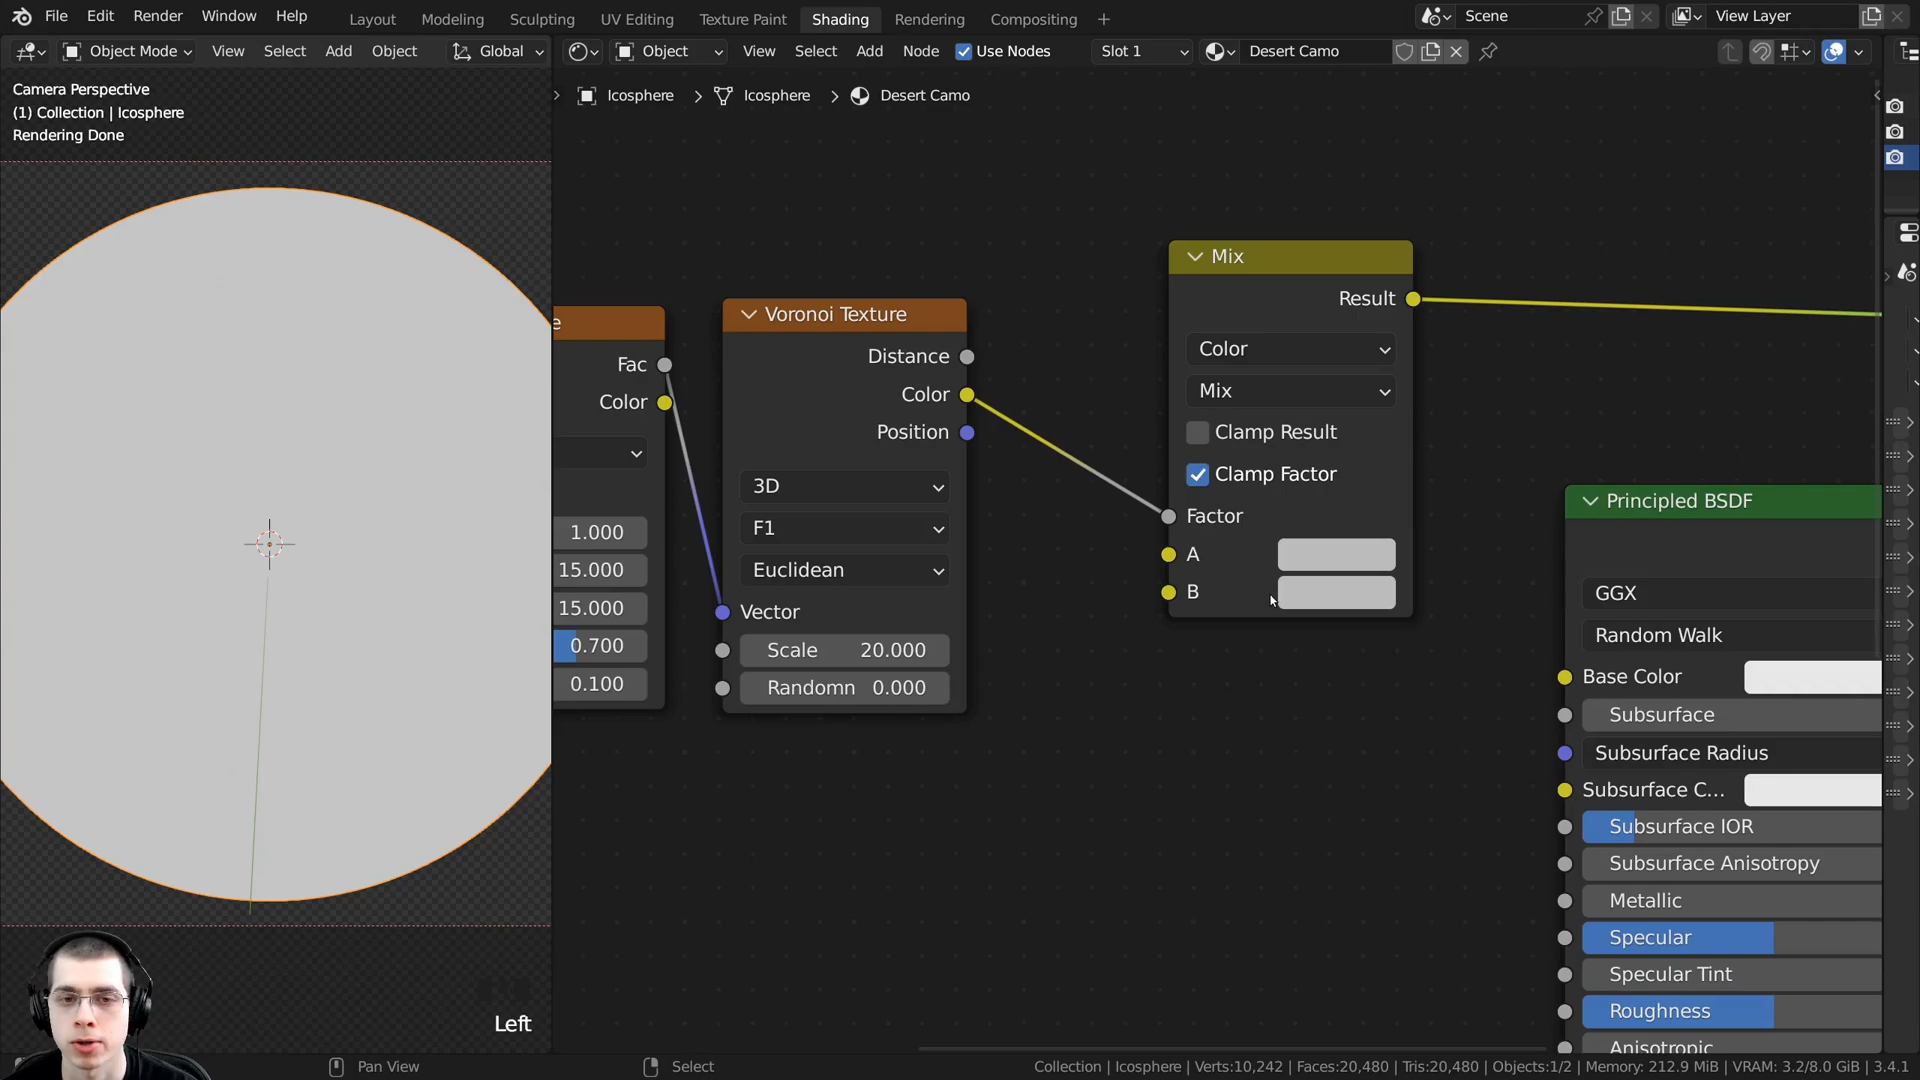 File Edit Render Window Help Layout Modeling Sculpting UV Editing Texture Paint Shading Rendering Compositing + Scene View Layer
Object Mode View Select Add Object Global Object View Select Add Node Use Nodes Slot 1 Desert Camo
Camera Perspective
(1) Collection | Icosphere
Rendering Done
Icosphere > Icosphere > Desert Camo
e
Fac
Color
1.000
15.000
15.000
0.700
0.100
Voronoi Texture
Distance
Color
Position
3D
F1
Euclidean
Vector
Scale 20.000
Randomn 0.000
Mix
Result
Color
Mix
Clamp Result
Clamp Factor
Factor
A
B
Principled BSDF
GGX
Random Walk
Base Color
Subsurface
Subsurface Radius
Subsurface C...
Subsurface IOR
Subsurface Anisotropy
Metallic
Specular
Specular Tint
Roughness
Anisotropic
Left
Pan View Select Collection | Icosphere | Verts:10,242 | Faces:20,480 | Tris:20,480 | Objects:1/2 | Memory: 212.9 MiB | VRAM: 3.2/8.0 GiB | 3.4.1